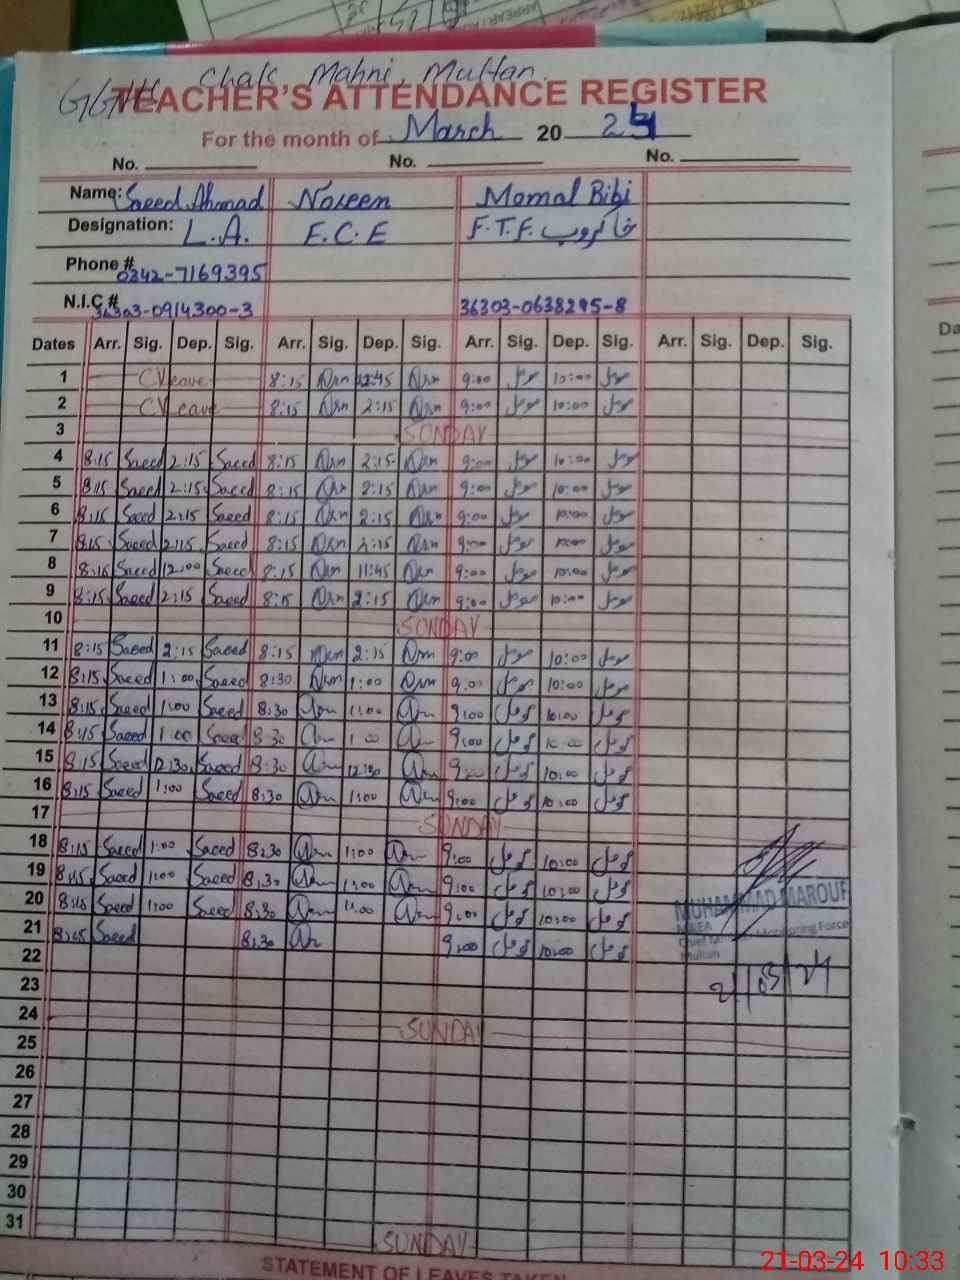 Chak Mahni, Multan.
TEACHER'S ATTENDANCE REGISTER
For the month of March 20 24
No. No. No.
Name: Saeed Ahmad Noreen Momal Bibi
Designation: L.A. E.C.E F.T.F. خاکروب
Phone # 0342-7169395
N.I.C # 36303-0914300-3 36303-0638295-8
Dates Arr. Sig. Dep. Sig. Arr. Sig. Dep. Sig. Arr. Sig. Dep. Sig. Arr. Sig. Dep. Sig.
1 C Leave 8:15 9:00 10:00
2 C Leave 8:15 2:15 9:00 10:00
3 SUNDAY
4 8:15 Saeed 2:15 Saeed 8:15 2:15 9:00 10:00
5 8:15 Saeed 2:15 Saeed 8:15 2:15 9:00 10:00
6 8:15 Saeed 2:15 Saeed 8:15 2:15 9:00 10:00
7 8:15 Saeed 2:15 Saeed 8:15 2:15 9:00 10:00
8 8:15 Saeed 12:00 Saeed 8:15 11:45 9:00 10:00
9 8:15 Saeed 2:15 Saeed 8:15 2:15 9:00 10:00
10 SUNDAY
11 8:15 Saeed 2:15 Saeed 8:15 2:15 9:00 10:00
12 8:15 Saeed 1:00 Saeed 8:30 1:00 9:00 10:00
13 8:15 Saeed 1:00 Saeed 8:30 1:00 9:00 10:00
14 8:15 Saeed 1:00 Saeed 8:30 1:00 9:00 10:00
15 8:15 Saeed 12:30 Saeed 8:30 12:30 9:00 10:00
16 8:15 Saeed 1:00 Saeed 8:30 1:00 9:00 10:00
17 SUNDAY
18 8:15 Saeed 1:00 Saeed 8:30 1:00 9:00 10:00
19 8:15 Saeed 1:00 Saeed 8:30 1:00 9:00 10:00
20 8:15 Saeed 1:00 Saeed 8:30 1:00 9:00 10:00
21 8:15 Saeed 8:30 9:00 10:00
MUHAMMAD MAROUF
MEA
Monitoring Force
Multan
21/03/24
22
23
24 SUNDAY
25
26
27
28
29
30
31 SUNDAY
STATEMENT OF LEAVES TAKEN
21-03-24 10:33